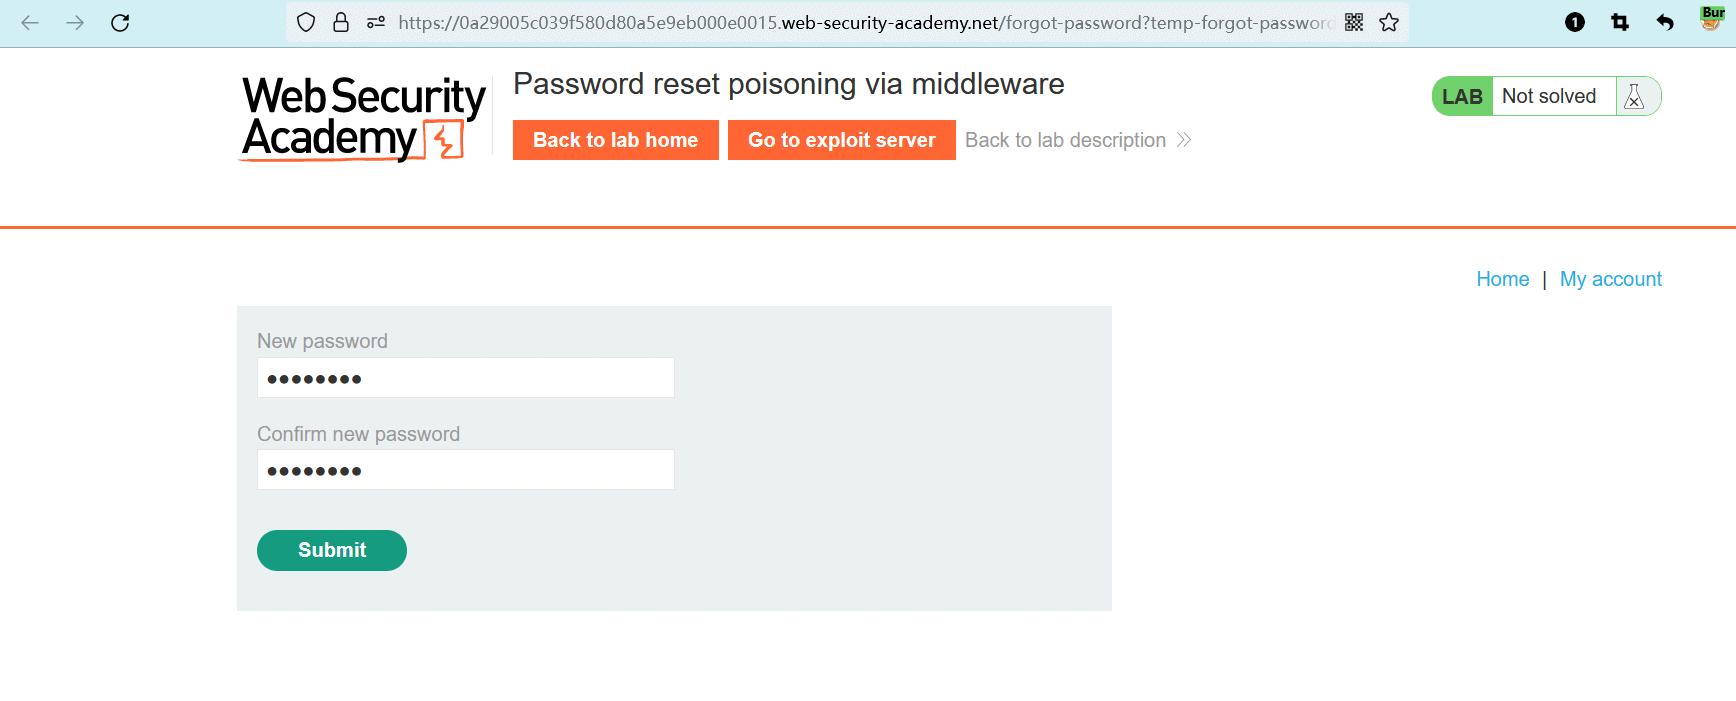 https://0a29005c039f580d80a5e9eb000e0015.web-security-academy.net/forgot-password?temp-forgot-password
1
Bur
Web Security
Academy
Password reset poisoning via middleware
Back to lab home
Go to exploit server
Back to lab description
LAB
Not solved
Home | My account
New password
Confirm new password
Submit